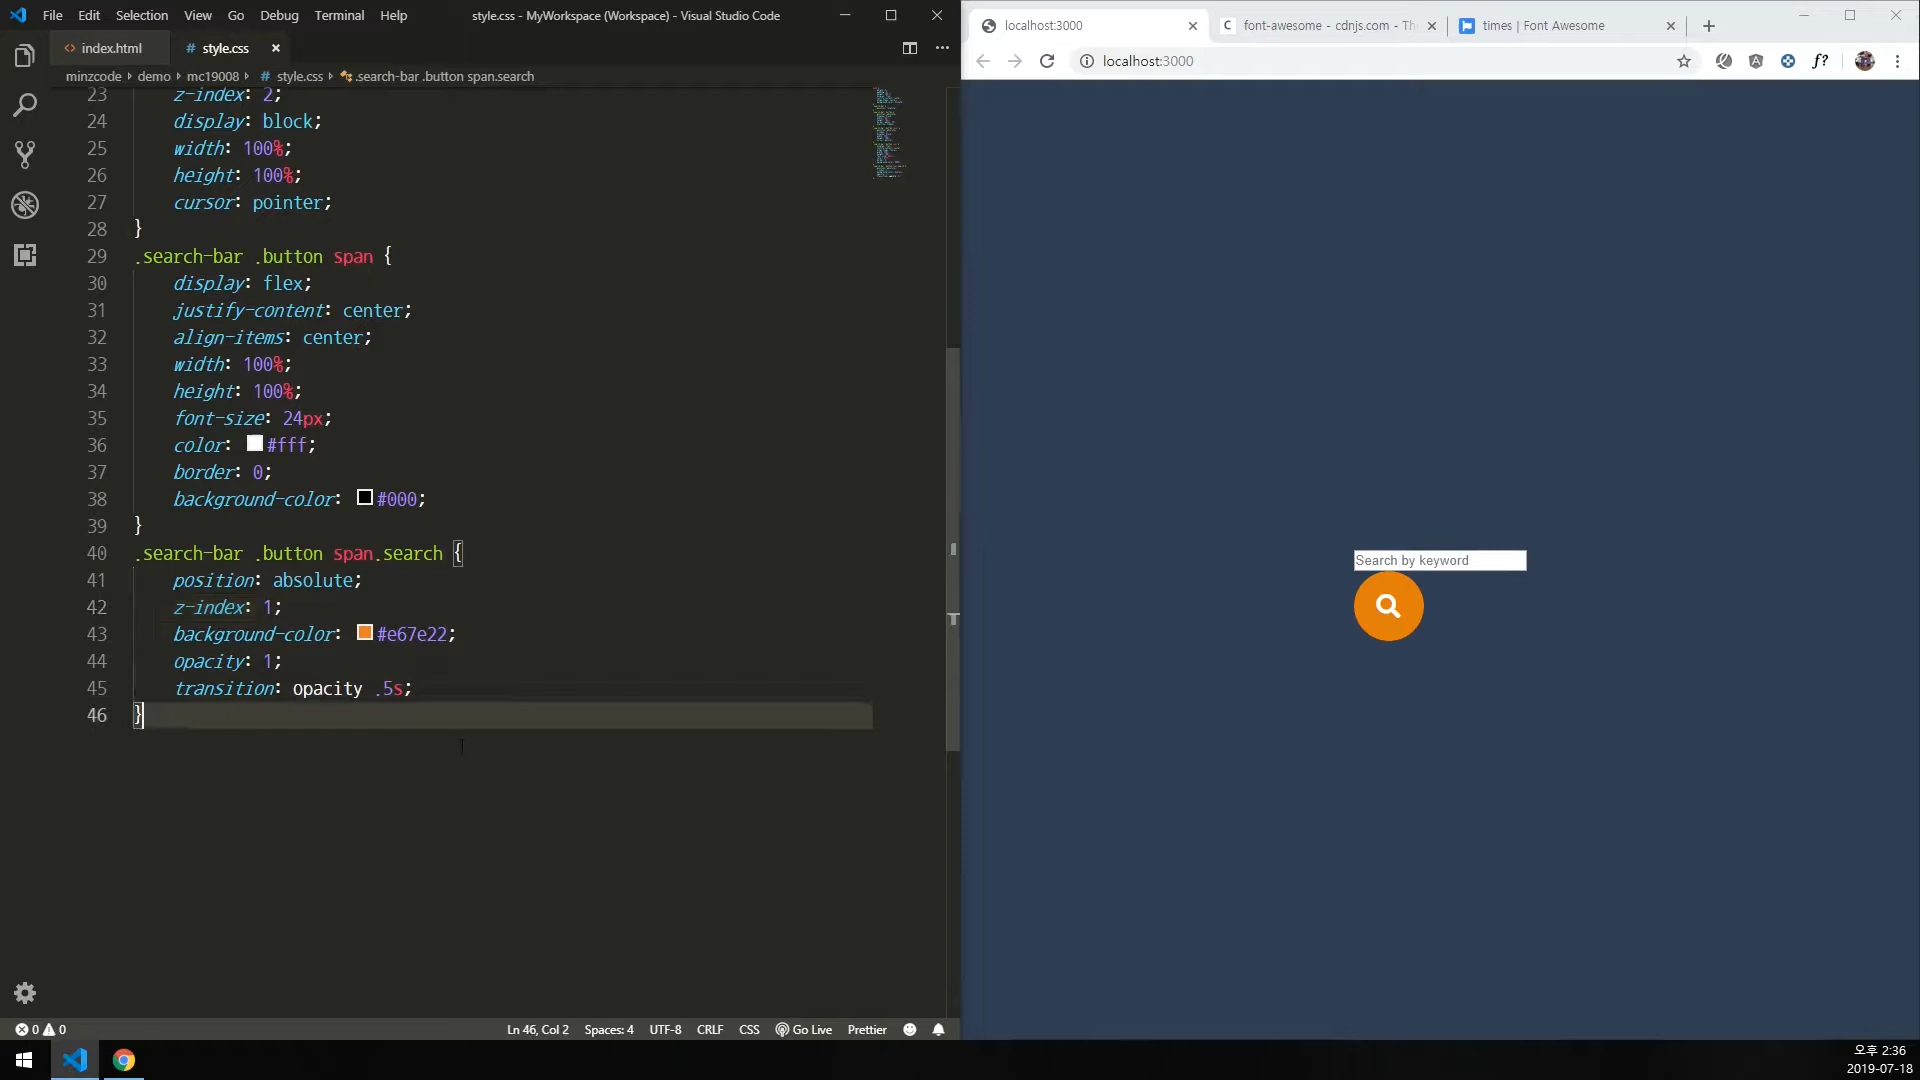 File Edit Selection View Go Debug Terminal Help
style.css - MyWorkspace (Workspace) - Visual Studio Code
index.html
style.css
minzcode demo mc19008 style.css .search-bar .button span.search
23 z-index: 2;
24 display: block;
25 width: 100%;
26 height: 100%;
27 cursor: pointer;
28 }
29 .search-bar .button span {
30 display: flex;
31 justify-content: center;
32 align-items: center;
33 width: 100%;
34 height: 100%;
35 font-size: 24px;
36 color: #fff;
37 border: 0;
38 background-color: #000;
39 }
40 .search-bar .button span.search {
41 position: absolute;
42 z-index: 1;
43 background-color: #e67e22;
44 opacity: 1;
45 transition: opacity .5s;
46 }
0 0
Ln 46, Col 2 Spaces: 4 UTF-8 CRLF CSS Go Live Prettier
localhost:3000
font-awesome - cdnjs.com - Th
times | Font Awesome
localhost:3000
f?
Search by keyword
오후 2:36
2019-07-18